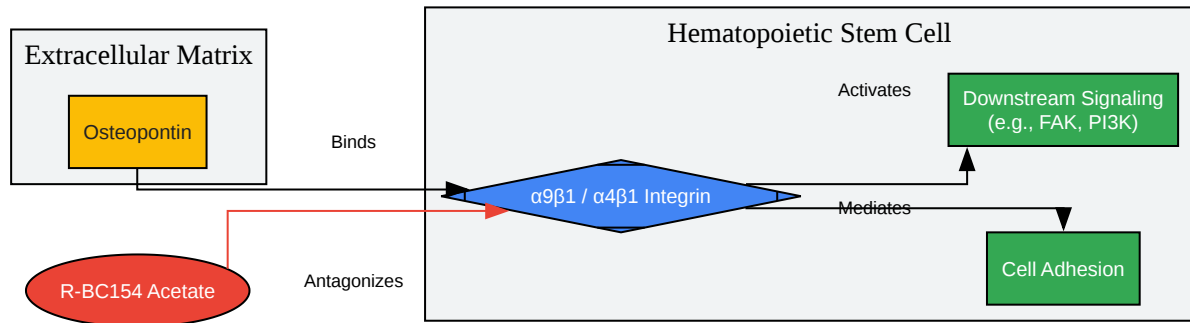 Extracellular Matrix
Osteopontin
R-BC154 Acetate
Binds
Antagonizes
Hematopoietic Stem Cell
α9β1 / α4β1 Integrin
Activates
Mediates
Downstream Signaling
(e.g., FAK, PI3K)
Cell Adhesion